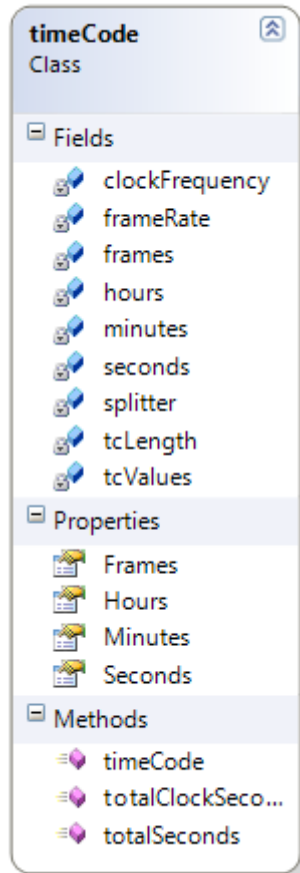 timeCode
Class
Fields
clockFrequency
frameRate
frames
hours
minutes
seconds
splitter
tcLength
tcValues
Properties
Frames
Hours
Minutes
Seconds
Methods
timeCode
totalClockSeco...
totalSeconds